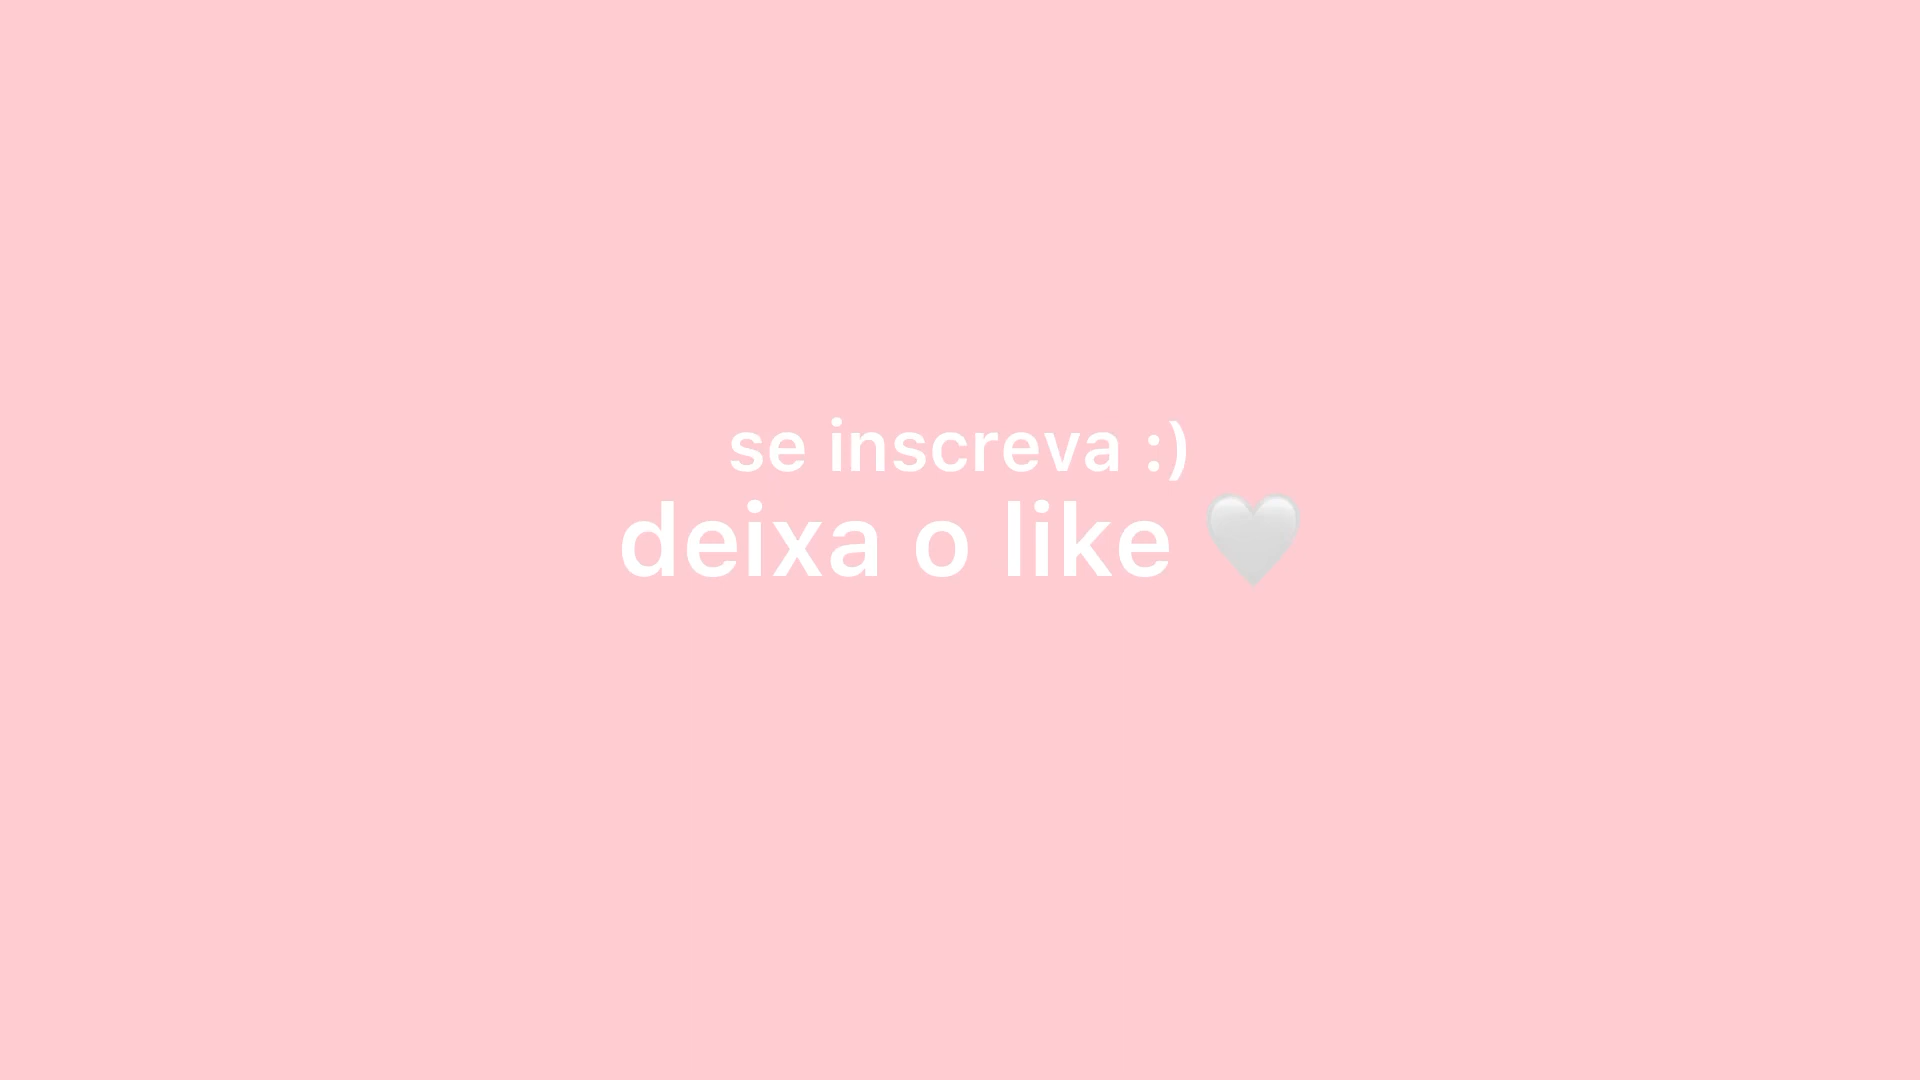 se inscreva :)
deixa o like 🤍